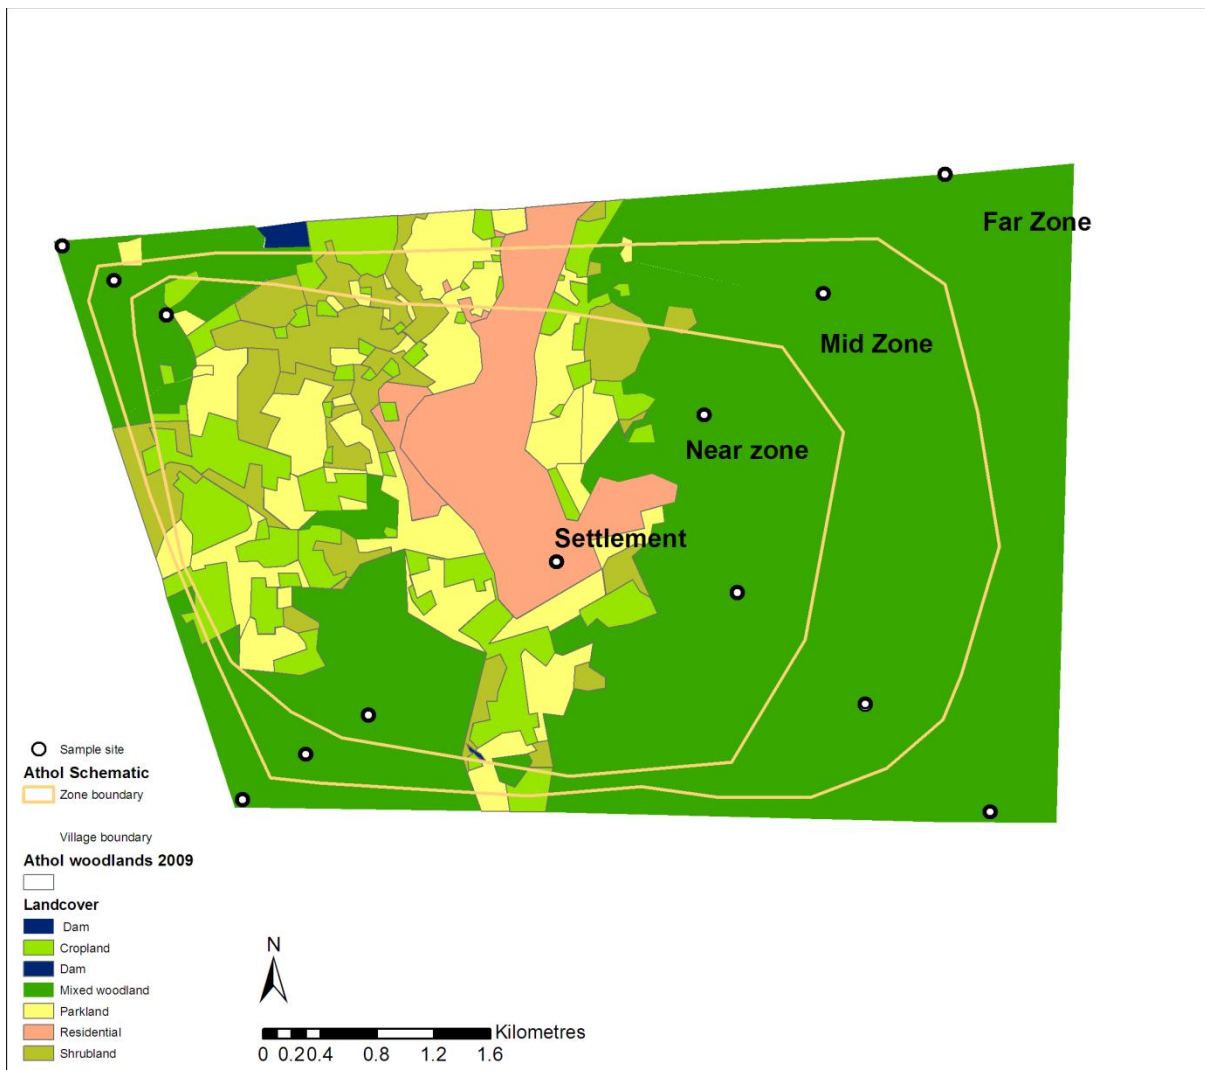 Far Zone
Mid Zone
Near zone
Settlement
Sample site
Athol Schematic
Zone boundary
Village boundary
Athol woodlands 2009
Landcover
Dam
Cropland
Dam
Mixed woodland
Parkland
Residential
Shrubland
N
Kilometres
0 0.20.4 0.8 1.2 1.6